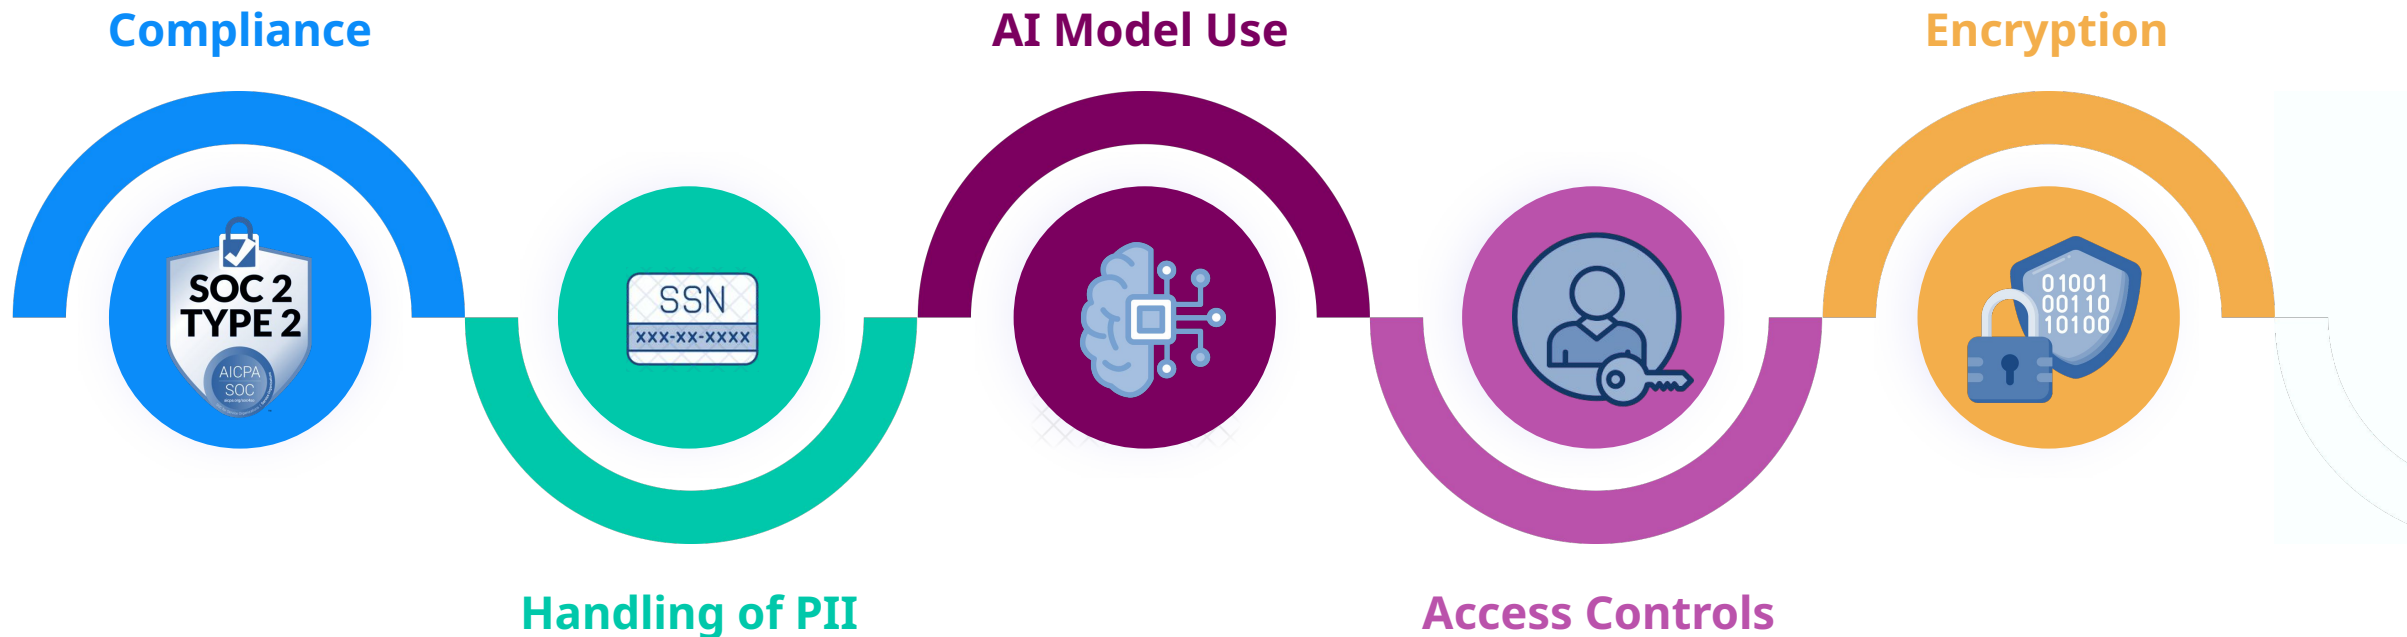 Compliance
AI Model Use
Encryption
SOC 2
TYPE 2
AICPA
SOC
SSN
xxx-xx-xxxx
01001
00110
10100
Handling of PII
Access Controls